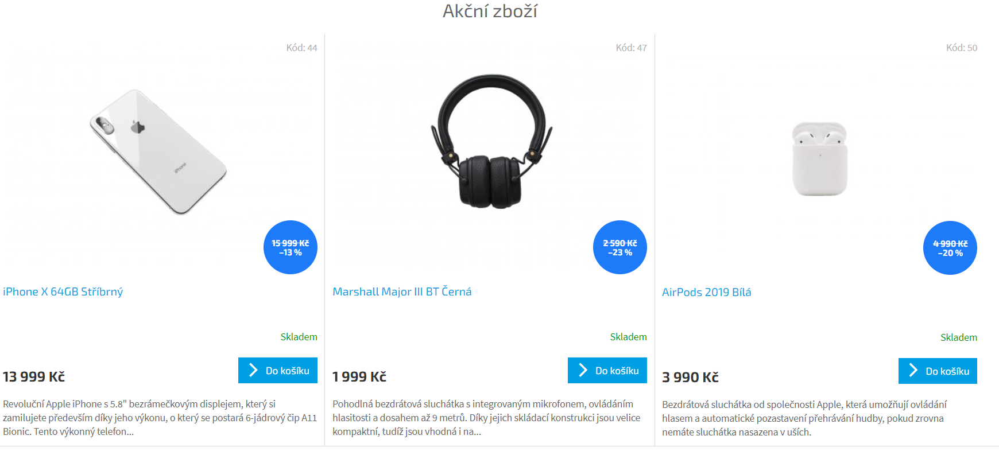 Akční zboží
Kód: 44
iPhone
15 999 Kč
–13 %
iPhone X 64GB Stříbrný
Skladem
13 999 Kč
Do košíku
Revoluční Apple iPhone s 5.8" bezrámečkovým displejem, který si
zamilujete především díky jeho výkonu, o který se postará 6-jádrový čip A11
Bionic. Tento výkonný telefon...
Kód: 47
2 590 Kč
–23 %
Marshall Major III BT Černá
Skladem
1 999 Kč
Do košíku
Pohodlná bezdrátová sluchátka s integrovaným mikrofonem, ovládáním
hlasitosti a dosahem až 9 metrů. Díky jejich skládací konstrukci jsou velice
kompaktní, tudíž jsou vhodná i na...
Kód: 50
4 990 Kč
–20 %
AirPods 2019 Bílá
Skladem
3 990 Kč
Do košíku
Bezdrátová sluchátka od společnosti Apple, která umožňují ovládání
hlasem a automatické pozastavení přehrávání hudby, pokud zrovna
nemáte sluchátka nasazena v uších.